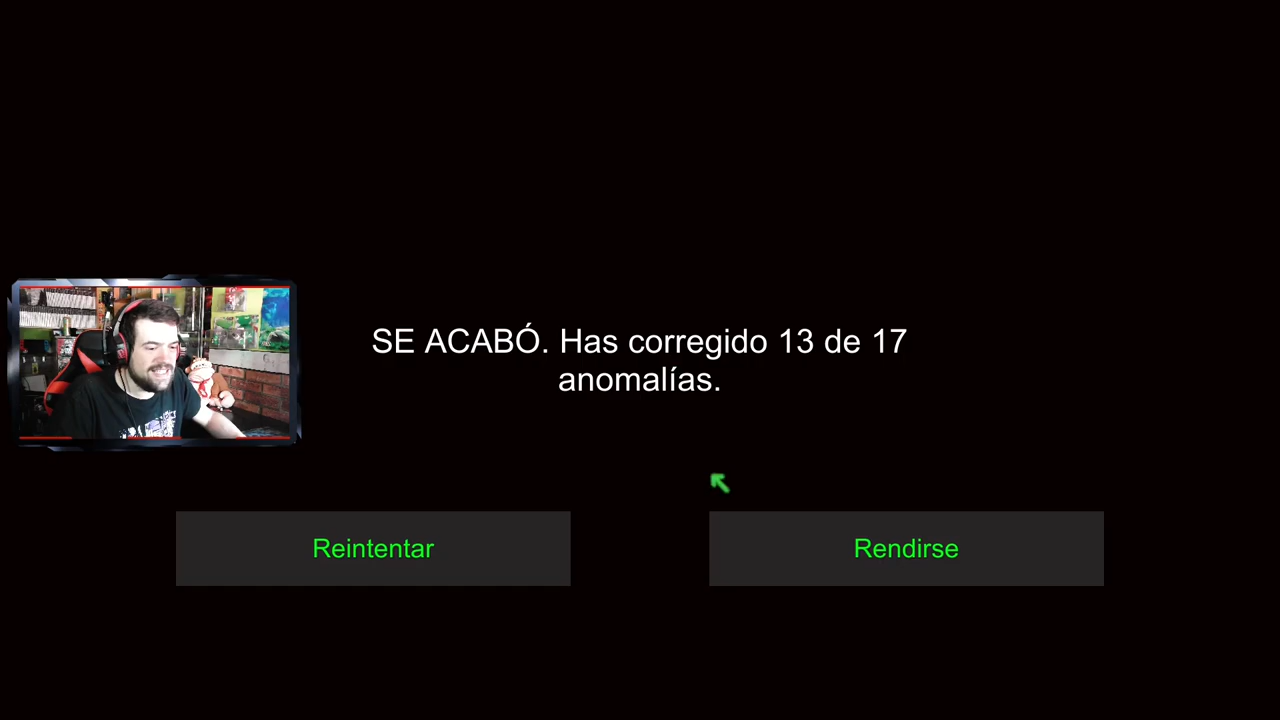 SE ACABÓ. Has corregido 13 de 17
anomalías.
Reintentar
Rendirse